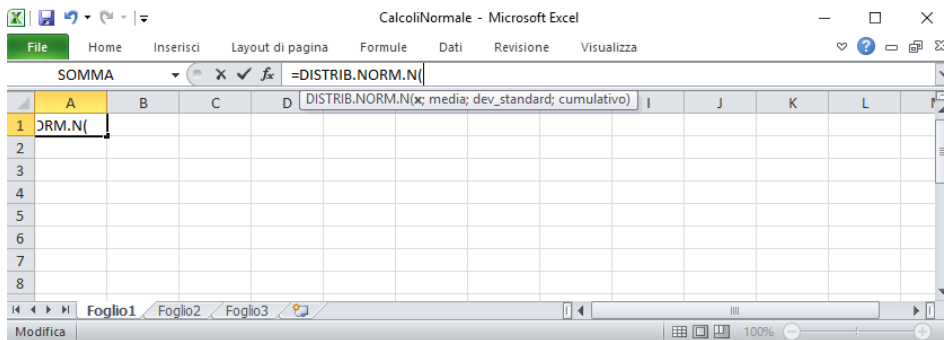 CalcoliNormale - Microsoft Excel
File Home Inserisci Layout di pagina Formule Dati Revisione Visualizza
SOMMA fx =DISTRIB.NORM.N(
DISTRIB.NORM.N(x; media; dev_standard; cumulativo)
A B C D I J K L
1 ORM.N(
2
3
4
5
6
7
8
Foglio1 Foglio2 Foglio3
Modifica 100%